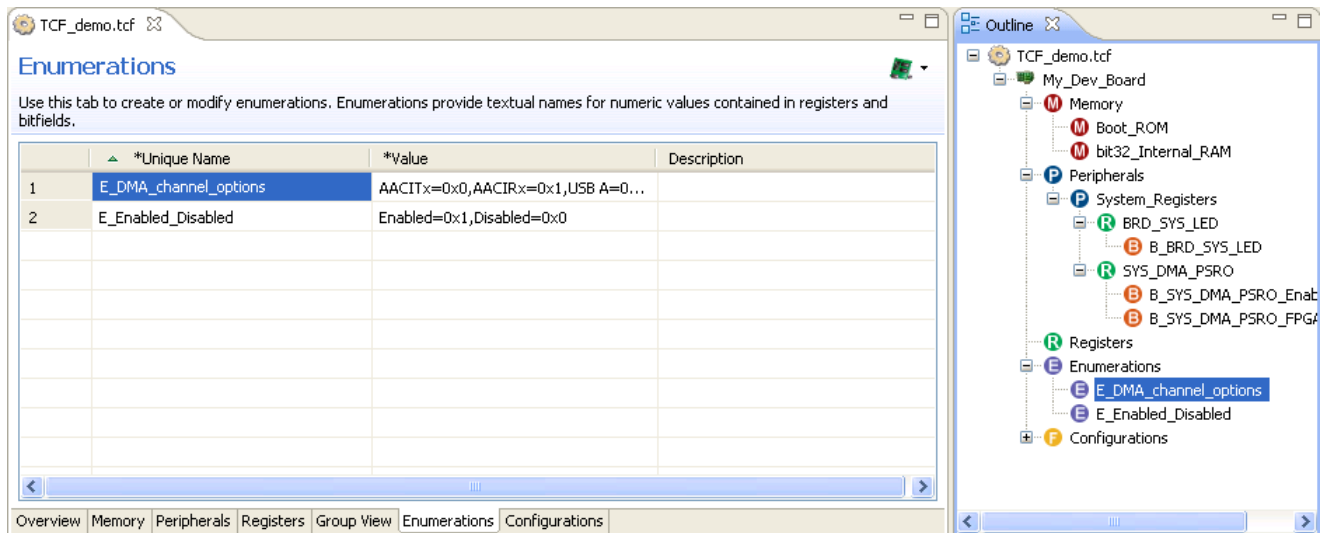 TCF_demo.tcf
Enumerations
Use this tab to create or modify enumerations. Enumerations provide textual names for numeric values contained in registers and
bitfields.
*Unique Name *Value Description
1 E_DMA_channel_options AACITx=0x0,AACIRx=0x1,USB A=0...
2 E_Enabled_Disabled Enabled=0x1,Disabled=0x0
Overview Memory Peripherals Registers Group View Enumerations Configurations
Outline
TCF_demo.tcf
My_Dev_Board
M Memory
M Boot_ROM
M bit32_Internal_RAM
P Peripherals
P System_Registers
R BRD_SYS_LED
B B_BRD_SYS_LED
R SYS_DMA_PSRO
B B_SYS_DMA_PSRO_Enab
B B_SYS_DMA_PSRO_FPGA
R Registers
E Enumerations
E E_DMA_channel_options
E E_Enabled_Disabled
F Configurations